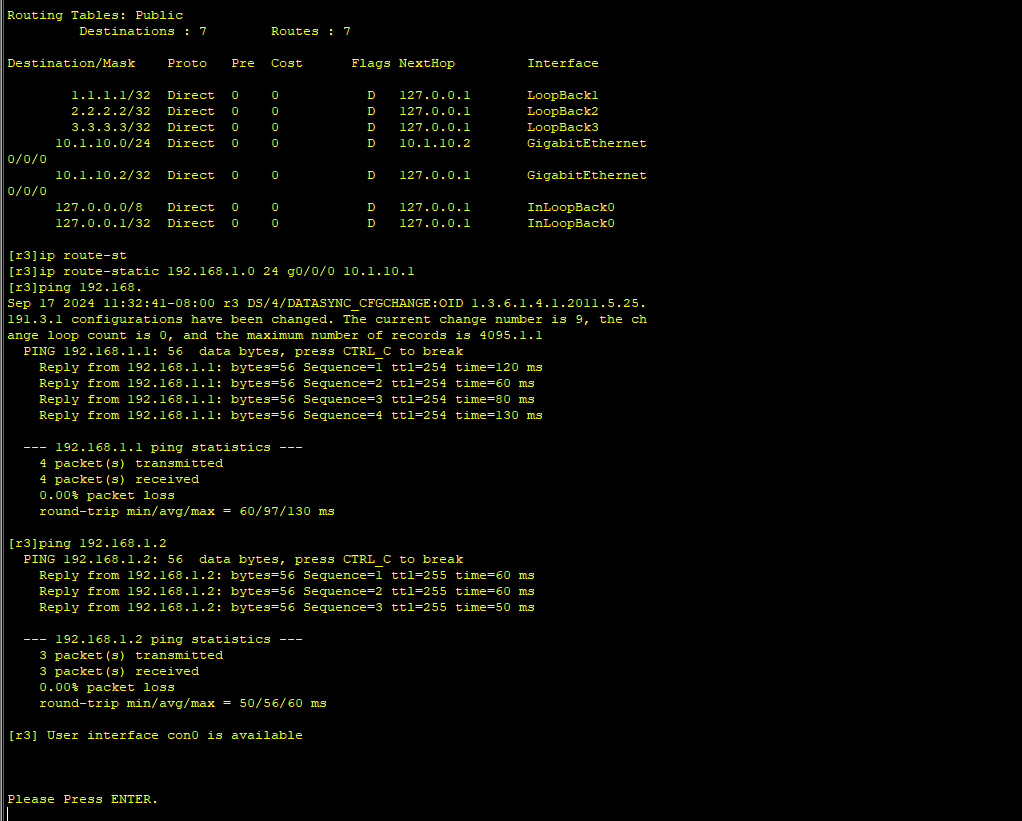 Routing Tables: Public
         Destinations : 7        Routes : 7

Destination/Mask    Proto   Pre  Cost      Flags NextHop         Interface

        1.1.1.1/32  Direct  0    0           D   127.0.0.1       LoopBack1
        2.2.2.2/32  Direct  0    0           D   127.0.0.1       LoopBack2
        3.3.3.3/32  Direct  0    0           D   127.0.0.1       LoopBack3
      10.1.10.0/24  Direct  0    0           D   10.1.10.2       GigabitEthernet
0/0/0
      10.1.10.2/32  Direct  0    0           D   127.0.0.1       GigabitEthernet
0/0/0
      127.0.0.0/8   Direct  0    0           D   127.0.0.1       InLoopBack0
      127.0.0.1/32  Direct  0    0           D   127.0.0.1       InLoopBack0

[r3]ip route-st
[r3]ip route-static 192.168.1.0 24 g0/0/0 10.1.10.1
[r3]ping 192.168.
Sep 17 2024 11:32:41-08:00 r3 DS/4/DATASYNC_CFGCHANGE:OID 1.3.6.1.4.1.2011.5.25.
191.3.1 configurations have been changed. The current change number is 9, the ch
ange loop count is 0, and the maximum number of records is 4095.1.1
  PING 192.168.1.1: 56  data bytes, press CTRL_C to break
    Reply from 192.168.1.1: bytes=56 Sequence=1 ttl=254 time=120 ms
    Reply from 192.168.1.1: bytes=56 Sequence=2 ttl=254 time=60 ms
    Reply from 192.168.1.1: bytes=56 Sequence=3 ttl=254 time=80 ms
    Reply from 192.168.1.1: bytes=56 Sequence=4 ttl=254 time=130 ms

  --- 192.168.1.1 ping statistics ---
    4 packet(s) transmitted
    4 packet(s) received
    0.00% packet loss
    round-trip min/avg/max = 60/97/130 ms

[r3]ping 192.168.1.2
  PING 192.168.1.2: 56  data bytes, press CTRL_C to break
    Reply from 192.168.1.2: bytes=56 Sequence=1 ttl=255 time=60 ms
    Reply from 192.168.1.2: bytes=56 Sequence=2 ttl=255 time=60 ms
    Reply from 192.168.1.2: bytes=56 Sequence=3 ttl=255 time=50 ms

  --- 192.168.1.2 ping statistics ---
    3 packet(s) transmitted
    3 packet(s) received
    0.00% packet loss
    round-trip min/avg/max = 50/56/60 ms

[r3] User interface con0 is available

Please Press ENTER.